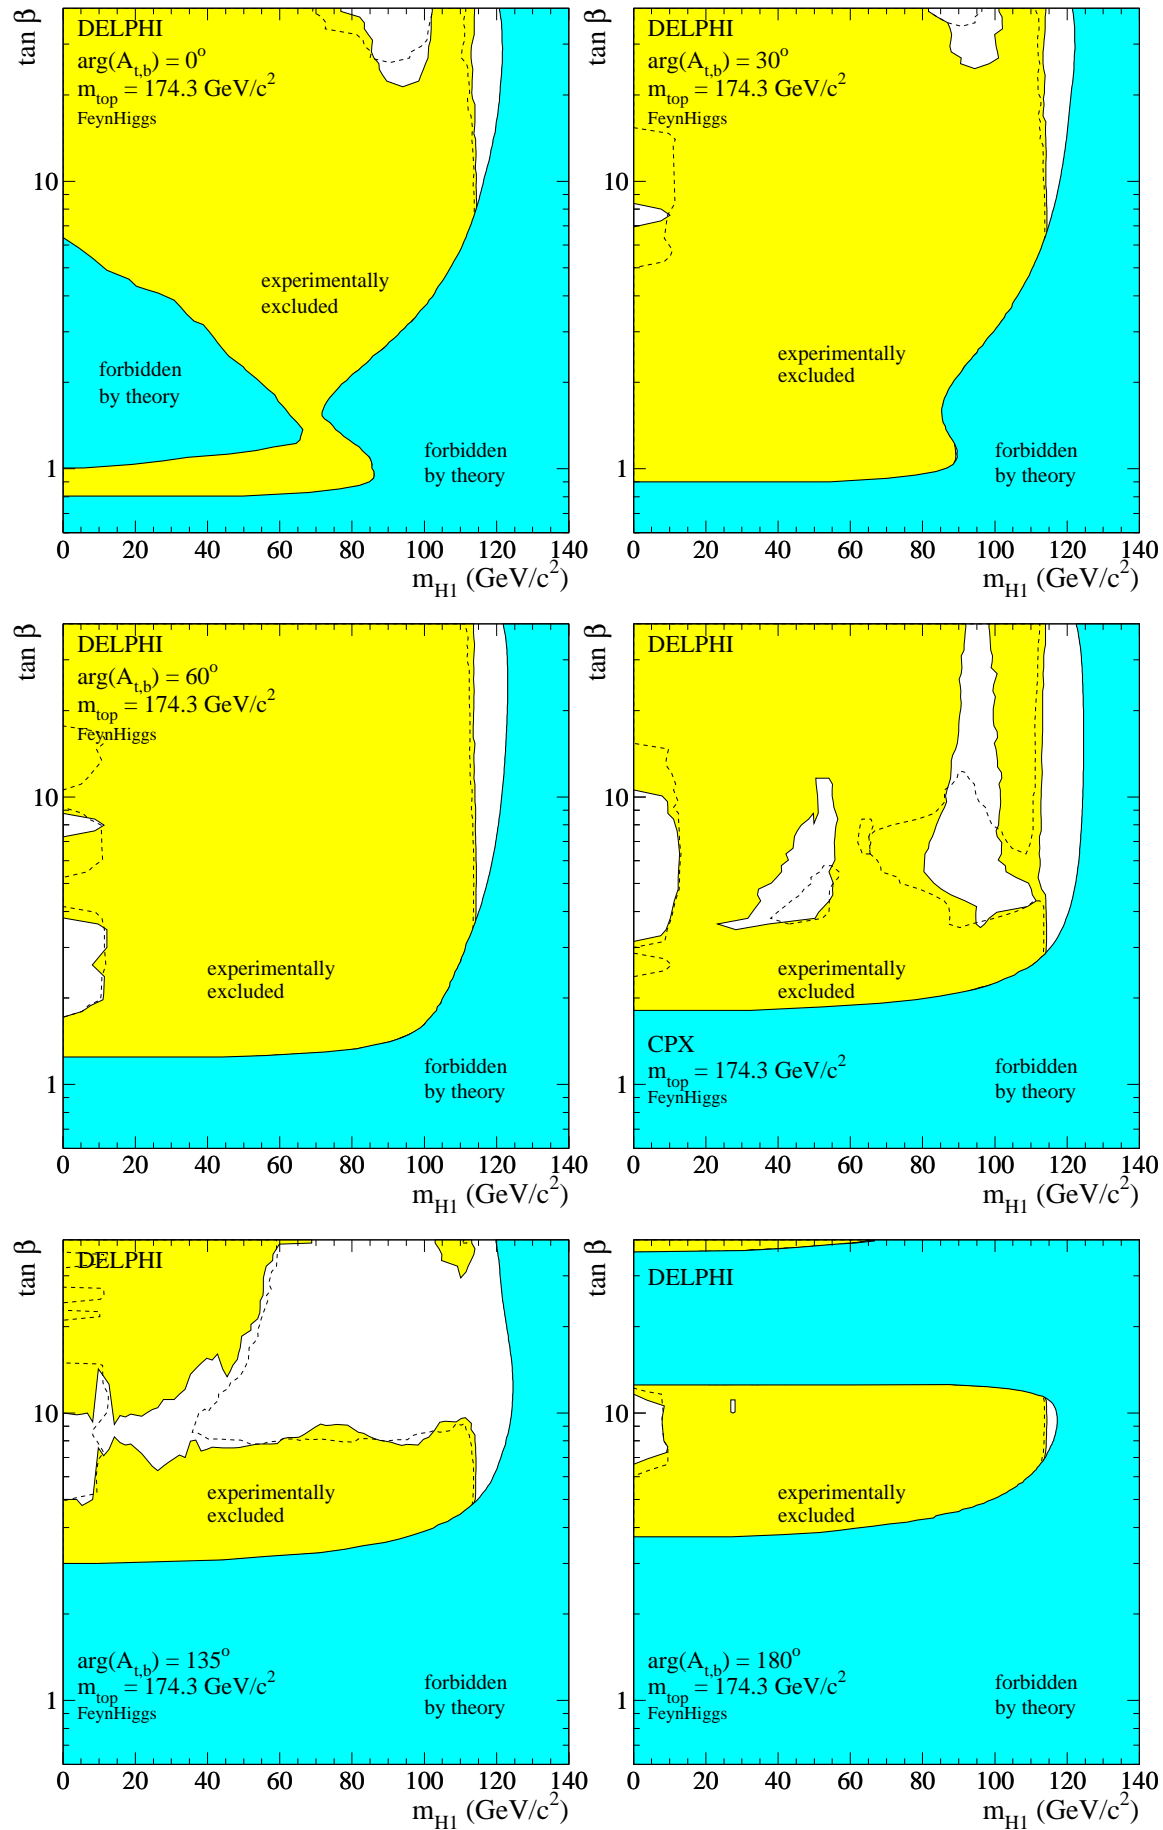 tan β
DELPHI
arg(A_t,b) = 0°
m_top = 174.3 GeV/c²
FeynHiggs
10
experimentally
excluded
forbidden
by theory
forbidden
by theory
1
0 20 40 60 80 100 120 140
m_H1 (GeV/c²)
tan β
DELPHI
arg(A_t,b) = 30°
m_top = 174.3 GeV/c²
FeynHiggs
10
experimentally
excluded
forbidden
by theory
1
0 20 40 60 80 100 120 140
m_H1 (GeV/c²)
tan β
DELPHI
arg(A_t,b) = 60°
m_top = 174.3 GeV/c²
FeynHiggs
10
experimentally
excluded
forbidden
by theory
1
0 20 40 60 80 100 120 140
m_H1 (GeV/c²)
tan β
DELPHI
10
experimentally
excluded
CPX
m_top = 174.3 GeV/c²
FeynHiggs
forbidden
by theory
1
0 20 40 60 80 100 120 140
m_H1 (GeV/c²)
tan β
DELPHI
10
experimentally
excluded
arg(A_t,b) = 135°
m_top = 174.3 GeV/c²
FeynHiggs
forbidden
by theory
1
0 20 40 60 80 100 120 140
m_H1 (GeV/c²)
tan β
DELPHI
10
experimentally
excluded
arg(A_t,b) = 180°
m_top = 174.3 GeV/c²
FeynHiggs
forbidden
by theory
1
0 20 40 60 80 100 120 140
m_H1 (GeV/c²)